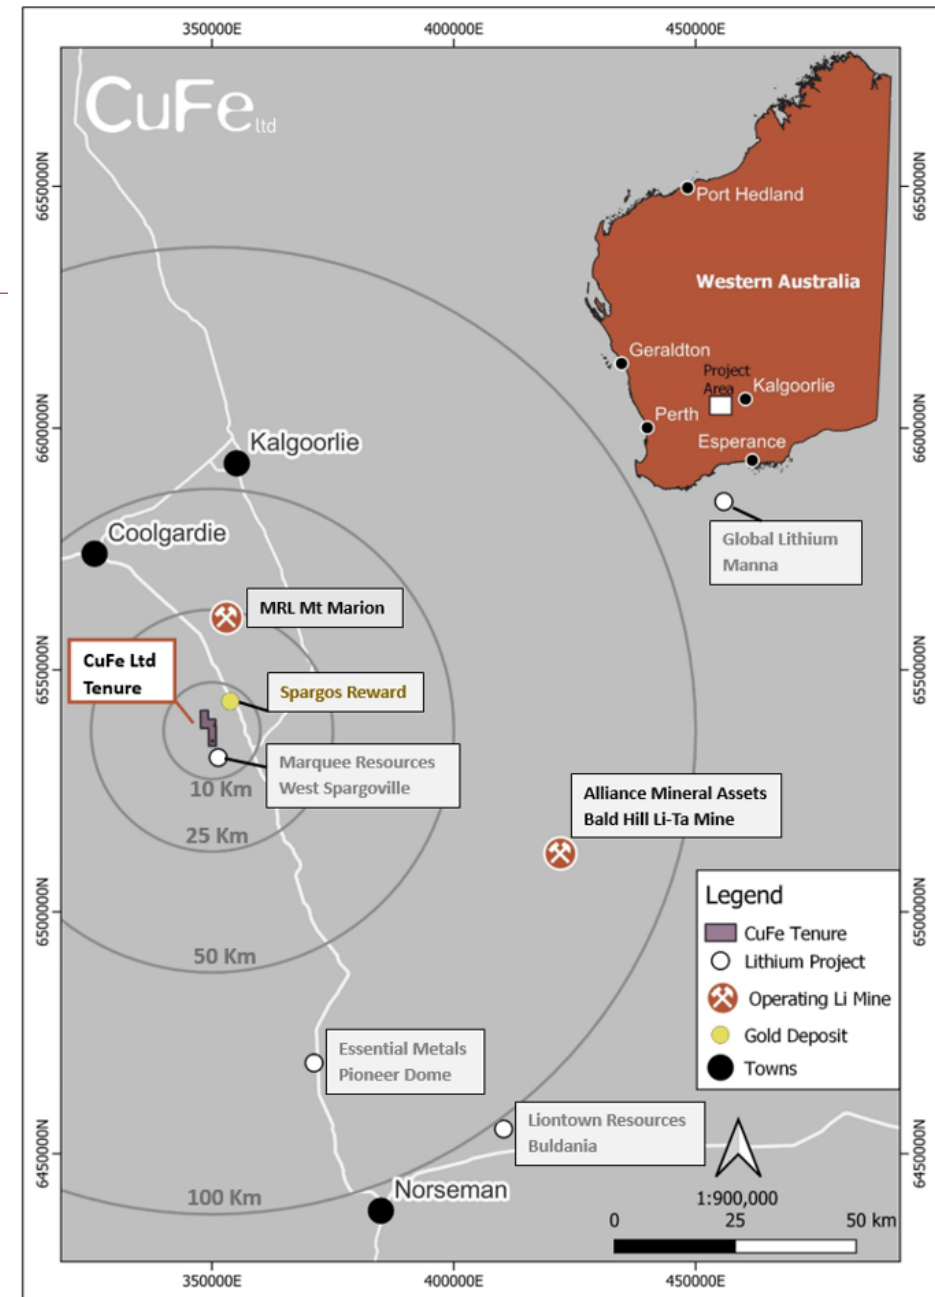 350000E
400000E
450000E
CuFe ltd
6650000N
6650000N
Port Hedland
Western Australia
Geraldton
Project
Area
Kalgoorlie
Perth
Esperance
6600000N
6600000N
Kalgoorlie
Coolgardie
Global Lithium
Manna
MRL Mt Marion
CuFe Ltd
Tenure
6550000N
6550000N
Spargos Reward
Marquee Resources
West Spargoville
10 Km
25 Km
50 Km
100 Km
Alliance Mineral Assets
Bald Hill Li-Ta Mine
6500000N
6500000N
Legend
CuFe Tenure
Lithium Project
Operating Li Mine
Gold Deposit
Towns
Essential Metals
Pioneer Dome
Liontown Resources
Buldania
6450000N
6450000N
Norseman
1:900,000
0 25 50 km
350000E
400000E
450000E